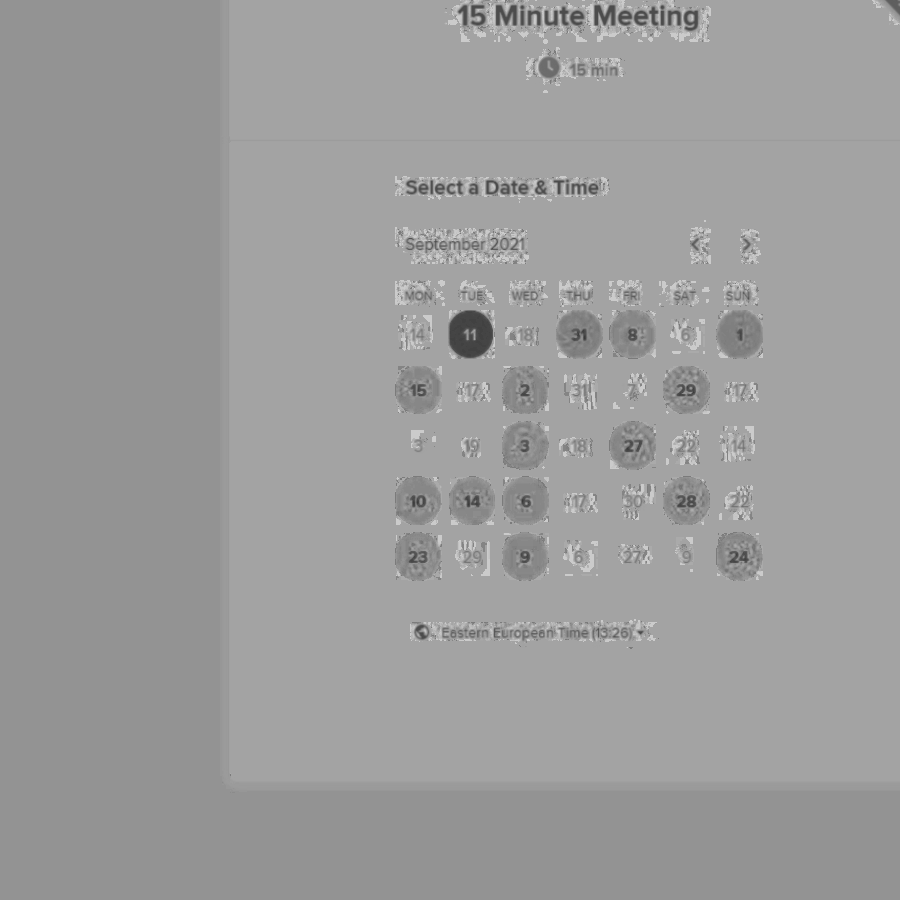 15 Minute Meeting
15 min
Select a Date & Time
September 2021
MON TUE WED THU FRI SAT SUN
14 11 18 31 8 6 1
15 17 2 31 7 29 17
3 19 3 18 27 22 14
10 14 6 17 30 28 22
23 29 9 6 27 9 24
Eastern European Time (13:26)